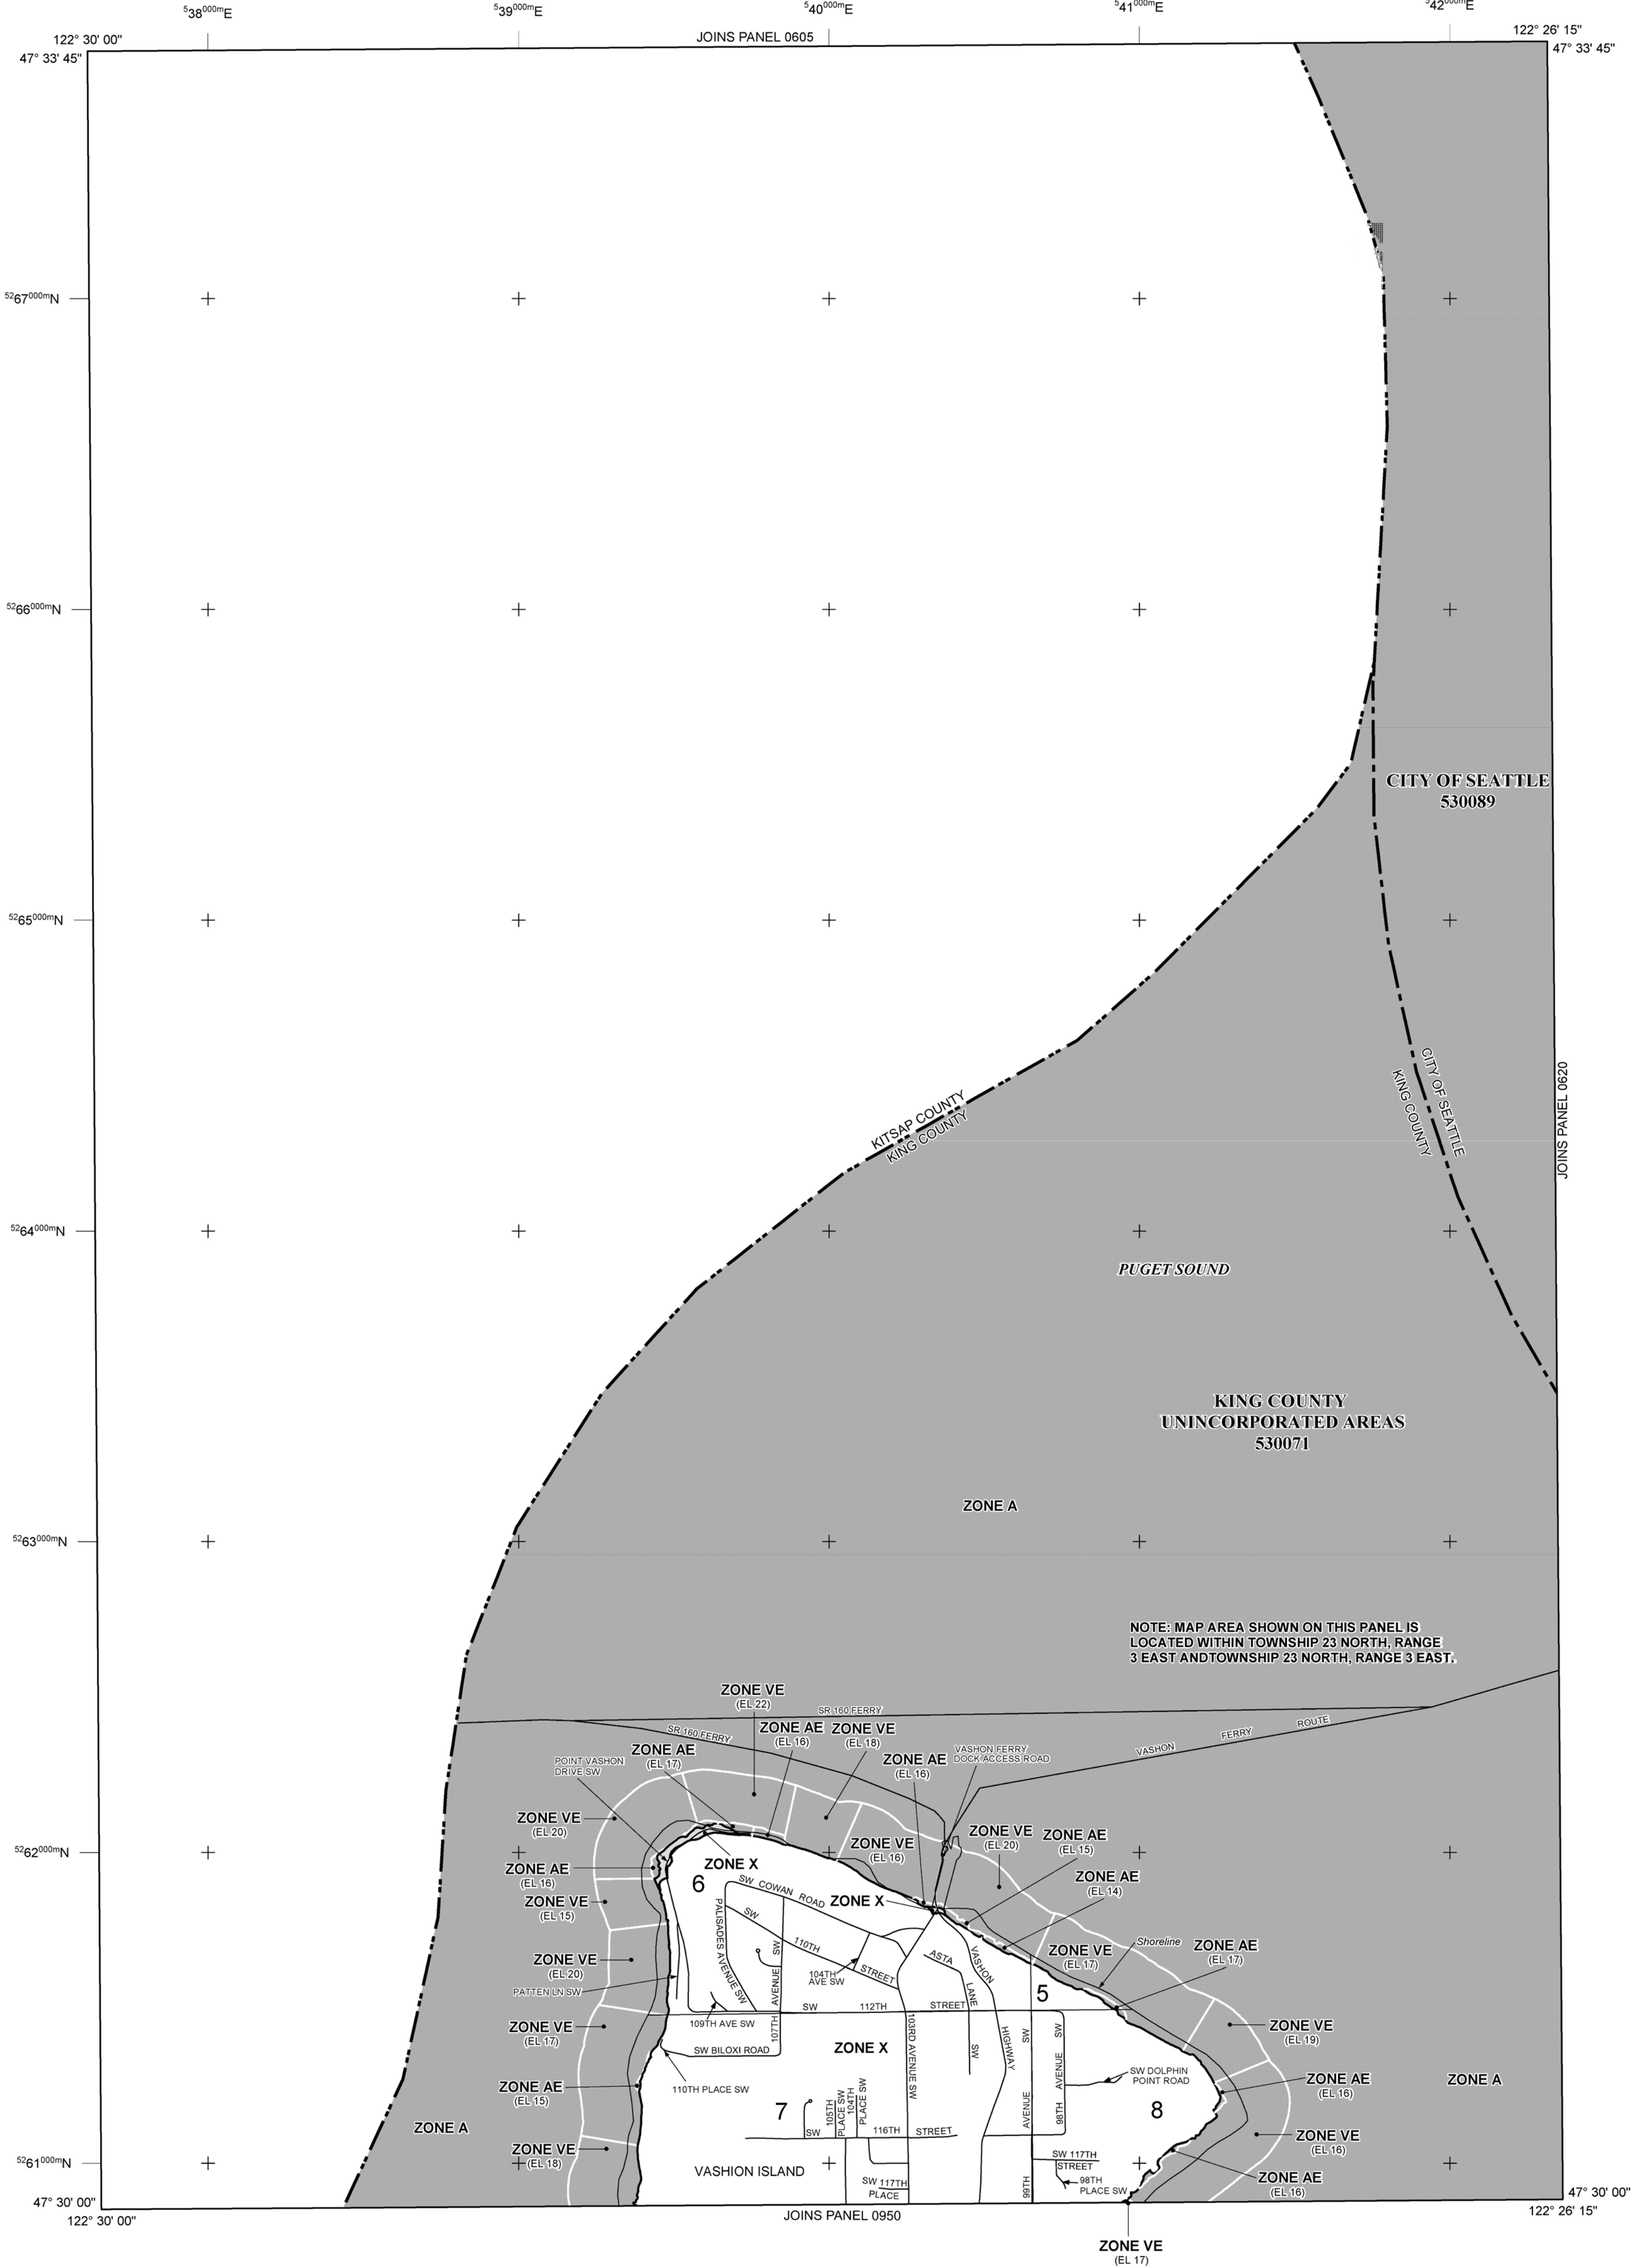 538000mE
539000mE
540000mE
541000mE
542000mE
122° 30' 00"
JOINS PANEL 0605
122° 26' 15"
47° 33' 45"
47° 33' 45"
5267000mN
5266000mN
CITY OF SEATTLE
530089
5265000mN
CITY OF SEATTLE
KING COUNTY
JOINS PANEL 0620
KITSAP COUNTY
KING COUNTY
5264000mN
PUGET SOUND
KING COUNTY
UNINCORPORATED AREAS
530071
ZONE A
5263000mN
NOTE: MAP AREA SHOWN ON THIS PANEL IS
LOCATED WITHIN TOWNSHIP 23 NORTH, RANGE
3 EAST ANDTOWNSHIP 23 NORTH, RANGE 3 EAST.
ZONE VE
(EL 22)
SR 160 FERRY
SR 160 FERRY
ZONE AE
(EL 16)
ZONE VE
(EL 18)
VASHON FERRY ROUTE
ZONE AE
(EL 17)
POINT VASHON
DRIVE SW
ZONE AE
(EL 16)
VASHON FERRY
DOCK ACCESS ROAD
ZONE VE
(EL 20)
ZONE VE
(EL 16)
ZONE VE
(EL 20)
ZONE AE
(EL 15)
5262000mN
ZONE AE
(EL 16)
ZONE X
6
ZONE AE
(EL 14)
ZONE VE
(EL 15)
SW COWAN ROAD
ZONE X
PALISADES AVENUE SW
SW 110TH STREET
ZONE VE
(EL 20)
104TH
AVE SW
ASTA LANE SW
VASHON HIGHWAY
ZONE VE
(EL 17)
Shoreline
ZONE AE
(EL 17)
PATTEN LN SW
5
107TH AVENUE SW
SW 112TH STREET
109TH AVE SW
ZONE VE
(EL 17)
SW BILOXI ROAD
103RD AVENUE SW
ZONE X
ZONE VE
(EL 19)
110TH PLACE SW
SW DOLPHIN
POINT ROAD
ZONE AE
(EL 15)
ZONE AE
(EL 16)
ZONE A
98TH AVENUE SW
99TH AVENUE SW
7
105TH
PLACE SW
104TH
PLACE SW
8
ZONE A
SW 116TH STREET
ZONE VE
(EL 16)
ZONE VE
(EL 18)
SW 117TH
STREET
5261000mN
VASHION ISLAND
SW 117TH
PLACE
98TH
PLACE SW
ZONE AE
(EL 16)
47° 30' 00"
47° 30' 00"
122° 30' 00"
JOINS PANEL 0950
122° 26' 15"
ZONE VE
(EL 17)